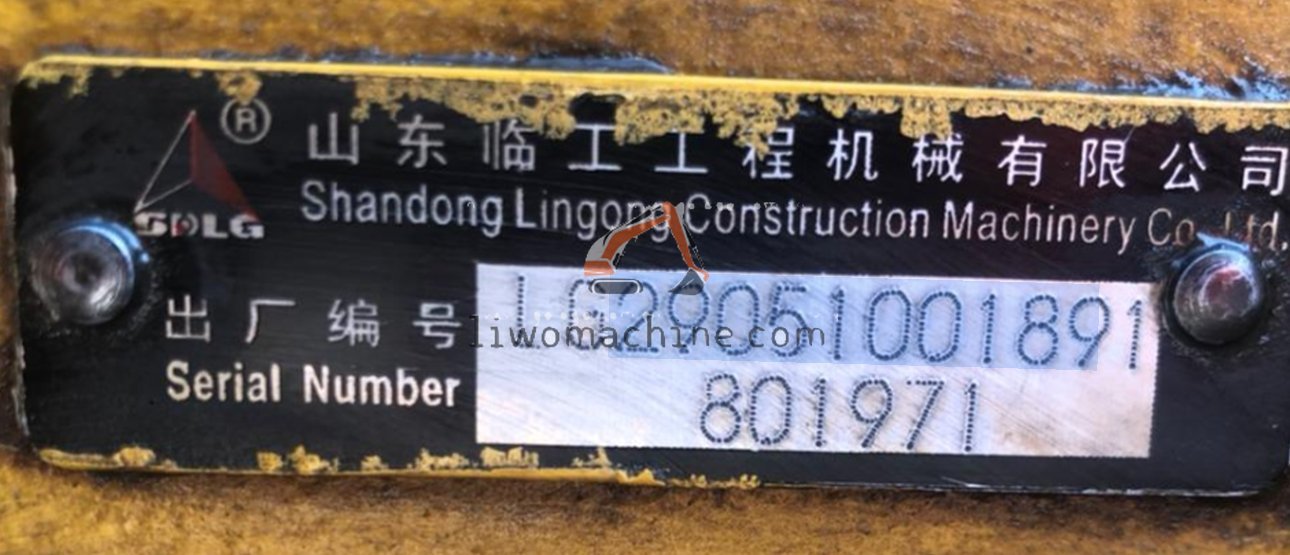 ®
山东临工工程机械有限公司
SDLG
Shandong Lingong Construction Machinery Co., Ltd.
出厂编号
Serial Number
liwomachine.com
801971